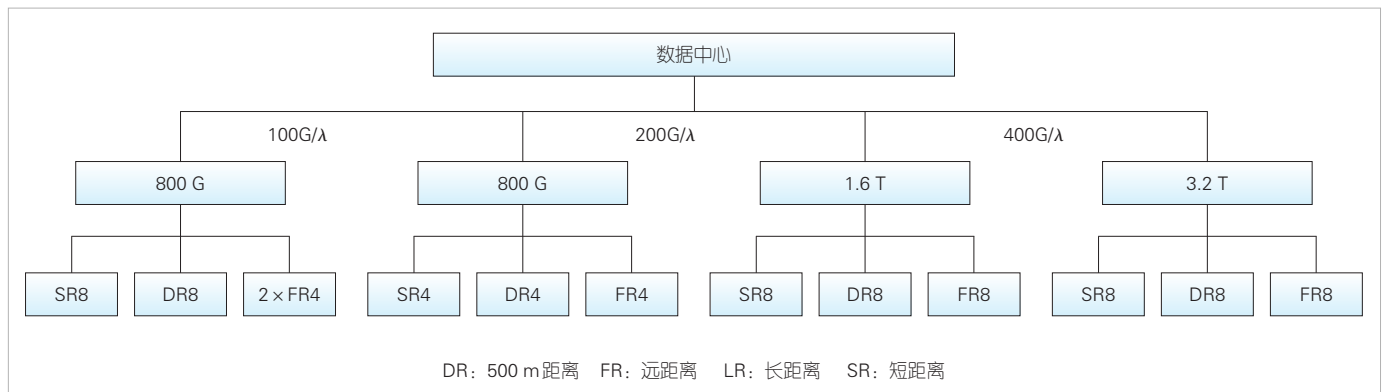 数据中心
100G/λ 200G/λ 400G/λ
800 G 800 G 1.6 T 3.2 T
SR8 DR8 2×FR4 SR4 DR4 FR4 SR8 DR8 FR8 SR8 DR8 FR8
DR：500 m距离 FR：远距离 LR：长距离 SR：短距离